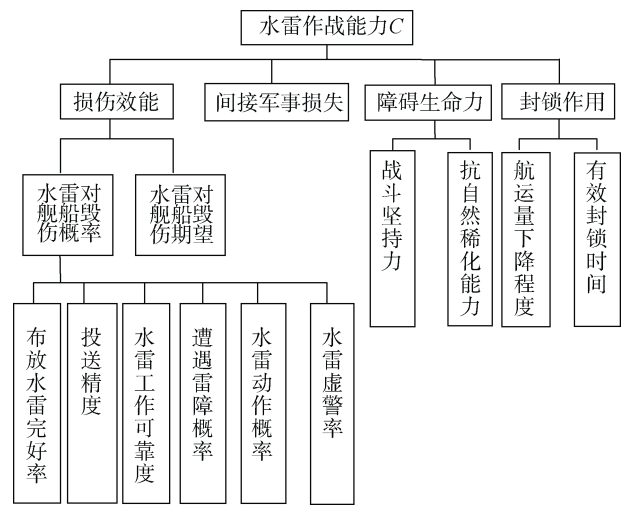 水雷作战能力C
损伤效能
间接军事损失
障碍生命力
封锁作用
水雷对
舰船毁
伤概率
水雷对
舰船毁
伤期望
战斗坚持力
抗自然稀化能力
航运量下降程度
有效封锁时间
布放水雷完好率
投送精度
水雷工作可靠度
遭遇雷障概率
水雷动作概率
水雷虚警率